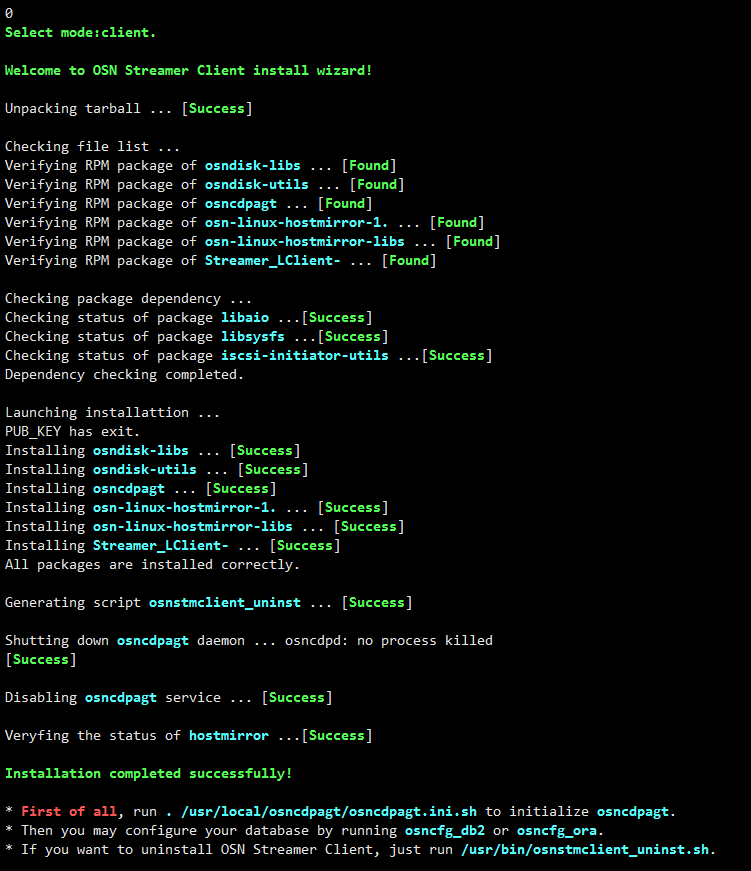 0
Select mode:client.
Welcome to OSN Streamer Client install wizard!
Unpacking tarball ... [Success]
Checking file list ...
Verifying RPM package of osndisk-libs ... [Found]
Verifying RPM package of osndisk-utils ... [Found]
Verifying RPM package of osncdpagt ... [Found]
Verifying RPM package of osn-linux-hostmirror-1. ... [Found]
Verifying RPM package of osn-linux-hostmirror-libs ... [Found]
Verifying RPM package of Streamer_LClient- ... [Found]
Checking package dependency ...
Checking status of package libaio ...[Success]
Checking status of package libsysfs ...[Success]
Checking status of package iscsi-initiator-utils ...[Success]
Dependency checking completed.
Launching installattion ...
PUB_KEY has exit.
Installing osndisk-libs ... [Success]
Installing osndisk-utils ... [Success]
Installing osncdpagt ... [Success]
Installing osn-linux-hostmirror-1. ... [Success]
Installing osn-linux-hostmirror-libs ... [Success]
Installing Streamer_LClient- ... [Success]
All packages are installed correctly.
Generating script osnstmclient_uninst ... [Success]
Shutting down osncdpagt daemon ... osncdpd: no process killed
[Success]
Disabling osncdpagt service ... [Success]
Veryfing the status of hostmirror ...[Success]
Installation completed successfully!
* First of all, run . /usr/local/osncdpagt/osncdpagt.ini.sh to initialize osncdpagt.
* Then you may configure your database by running osncfg_db2 or osncfg_ora.
* If you want to uninstall OSN Streamer Client, just run /usr/bin/osnstmclient_uninst.sh.